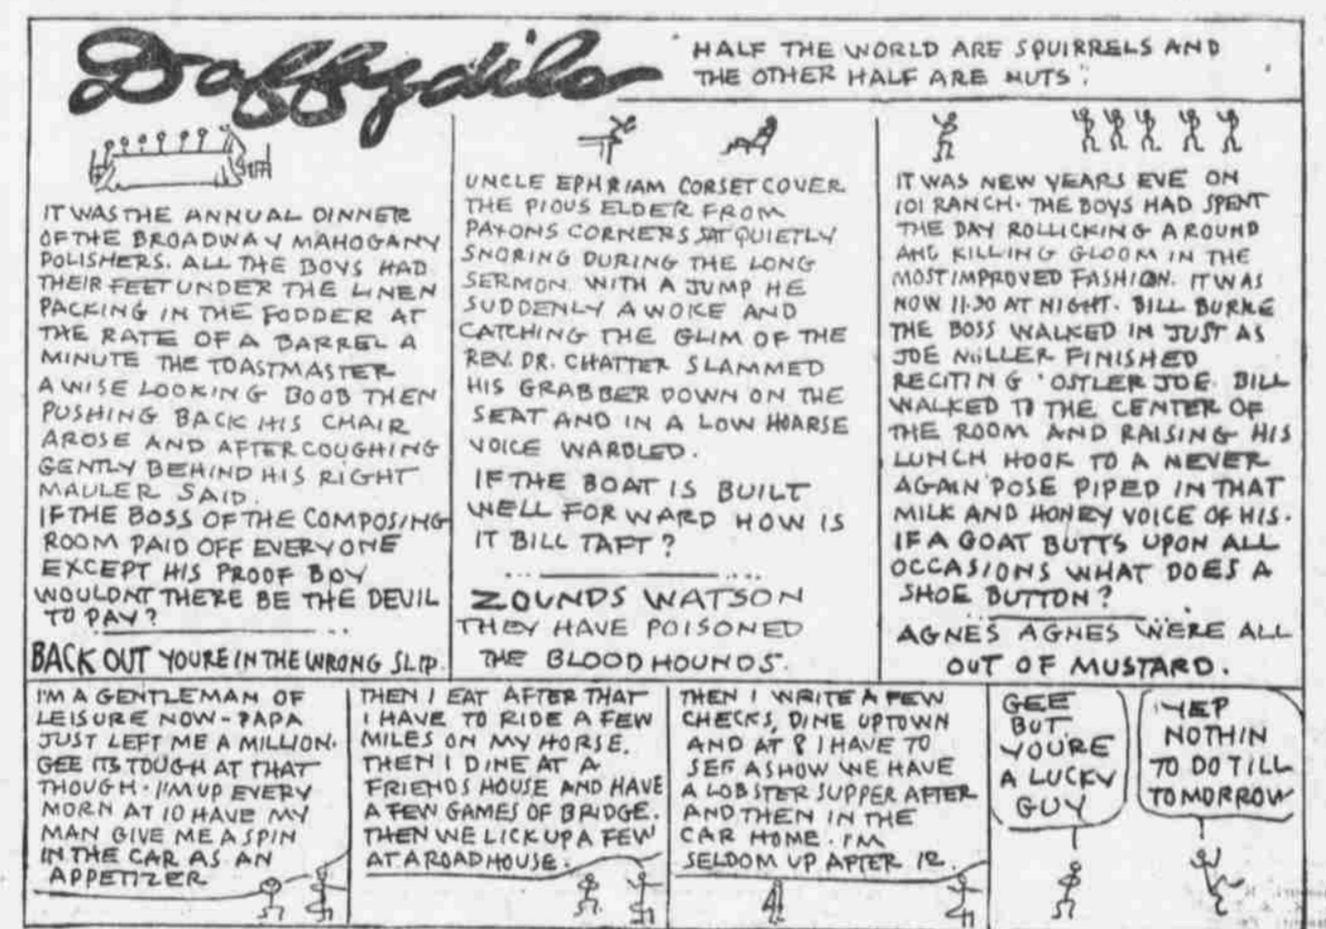 Daffydils
"HALF THE WORLD ARE SQUIRRELS AND
THE OTHER HALF ARE NUTS".
IT WAS THE ANNUAL DINNER
OF THE BROADWAY MAHOGANY
POLISHERS. ALL THE BOYS HAD
THEIR FEET UNDER THE LINEN
PACKING IN THE FODDER AT
THE RATE OF A BARREL A
MINUTE THE TOASTMASTER
A WISE LOOKING BOOB THEN
PUSHING BACK HIS CHAIR
AROSE AND AFTER COUGHING
GENTLY BEHIND HIS RIGHT
MAULER SAID.
IF THE BOSS OF THE COMPOSING
ROOM PAID OFF EVERYONE
EXCEPT HIS PROOF BOY
WOULDNT THERE BE THE DEVIL
TO PAY?
BACK OUT YOURE IN THE WRONG SLIP.
UNCLE EPHRIAM CORSETCOVER
THE PIOUS ELDER FROM
PAXONS CORNERS SAT QUIETLY
SNORING DURING THE LONG
SERMON. WITH A JUMP HE
SUDDENLY AWOKE AND
CATCHING THE GLIM OF THE
REV. DR. CHATTER SLAMMED
HIS GRABBER DOWN ON THE
SEAT AND IN A LOW HOARSE
VOICE WARBLED.
IF THE BOAT IS BUILT
WELL FORWARD HOW IS
IT BILL TAFT?
ZOUNDS WATSON
THEY HAVE POISONED
THE BLOODHOUNDS.
IT WAS NEW YEARS EVE ON
101 RANCH. THE BOYS HAD SPENT
THE DAY ROLLICKING AROUND
AND KILLING GLOOM IN THE
MOST IMPROVED FASHION. IT WAS
NOW 11.30 AT NIGHT. BILL BURKE
THE BOSS WALKED IN JUST AS
JOE MILLER FINISHED
RECITING 'OSTLER JOE. BILL
WALKED TO THE CENTER OF
THE ROOM AND RAISING HIS
LUNCH HOOK TO A NEVER
AGAIN POSE PIPED IN THAT
MILK AND HONEY VOICE OF HIS.
IF A GOAT BUTTS UPON ALL
OCCASIONS WHAT DOES A
SHOE BUTTON?
AGNES AGNES WERE ALL
OUT OF MUSTARD.
I'M A GENTLEMAN OF
LEISURE NOW - PAPA
JUST LEFT ME A MILLION.
GEE ITS TOUGH AT THAT
THOUGH. I'M UP EVERY
MORN AT 10 HAVE MY
MAN GIVE ME A SPIN
IN THE CAR AS AN
APPETIZER
THEN I EAT AFTER THAT
I HAVE TO RIDE A FEW
MILES ON MY HORSE.
THEN I DINE AT A
FRIENDS HOUSE AND HAVE
A FEW GAMES OF BRIDGE.
THEN WE LICK UP A FEW
AT A ROADHOUSE.
THEN I WRITE A FEW
CHECKS, DINE UPTOWN
AND AT 8 I HAVE TO
SEE A SHOW WE HAVE
A LOBSTER SUPPER AFTER
AND THEN IN THE
CAR HOME. I'M
SELDOM UP AFTER 12.
GEE
BUT
YOU'RE
A LUCKY
GUY
YEP
NOTHIN
TO DO TILL
TOMORROW